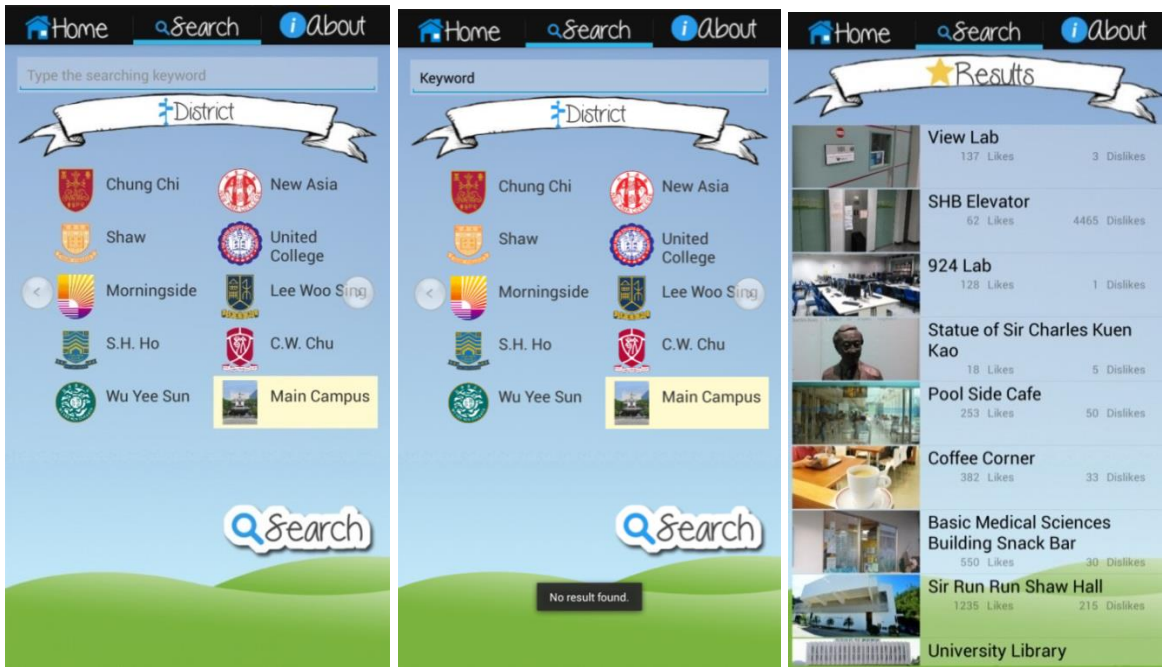 Home Search About
Type the searching keyword
District
Chung Chi New Asia
Shaw United
College
Morningside Lee Woo Sing
S.H. Ho C.W. Chu
Wu Yee Sun Main Campus
Search
Home Search About
Keyword
District
Chung Chi New Asia
Shaw United
College
Morningside Lee Woo Sing
S.H. Ho C.W. Chu
Wu Yee Sun Main Campus
Search
No result found.
Home Search About
Results
View Lab
137 Likes 3 Dislikes
SHB Elevator
62 Likes 4465 Dislikes
924 Lab
128 Likes 1 Dislikes
Statue of Sir Charles Kuen
Kao
18 Likes 5 Dislikes
Pool Side Cafe
253 Likes 50 Dislikes
Coffee Corner
382 Likes 33 Dislikes
Basic Medical Sciences
Building Snack Bar
550 Likes 30 Dislikes
Sir Run Run Shaw Hall
1235 Likes 215 Dislikes
University Library